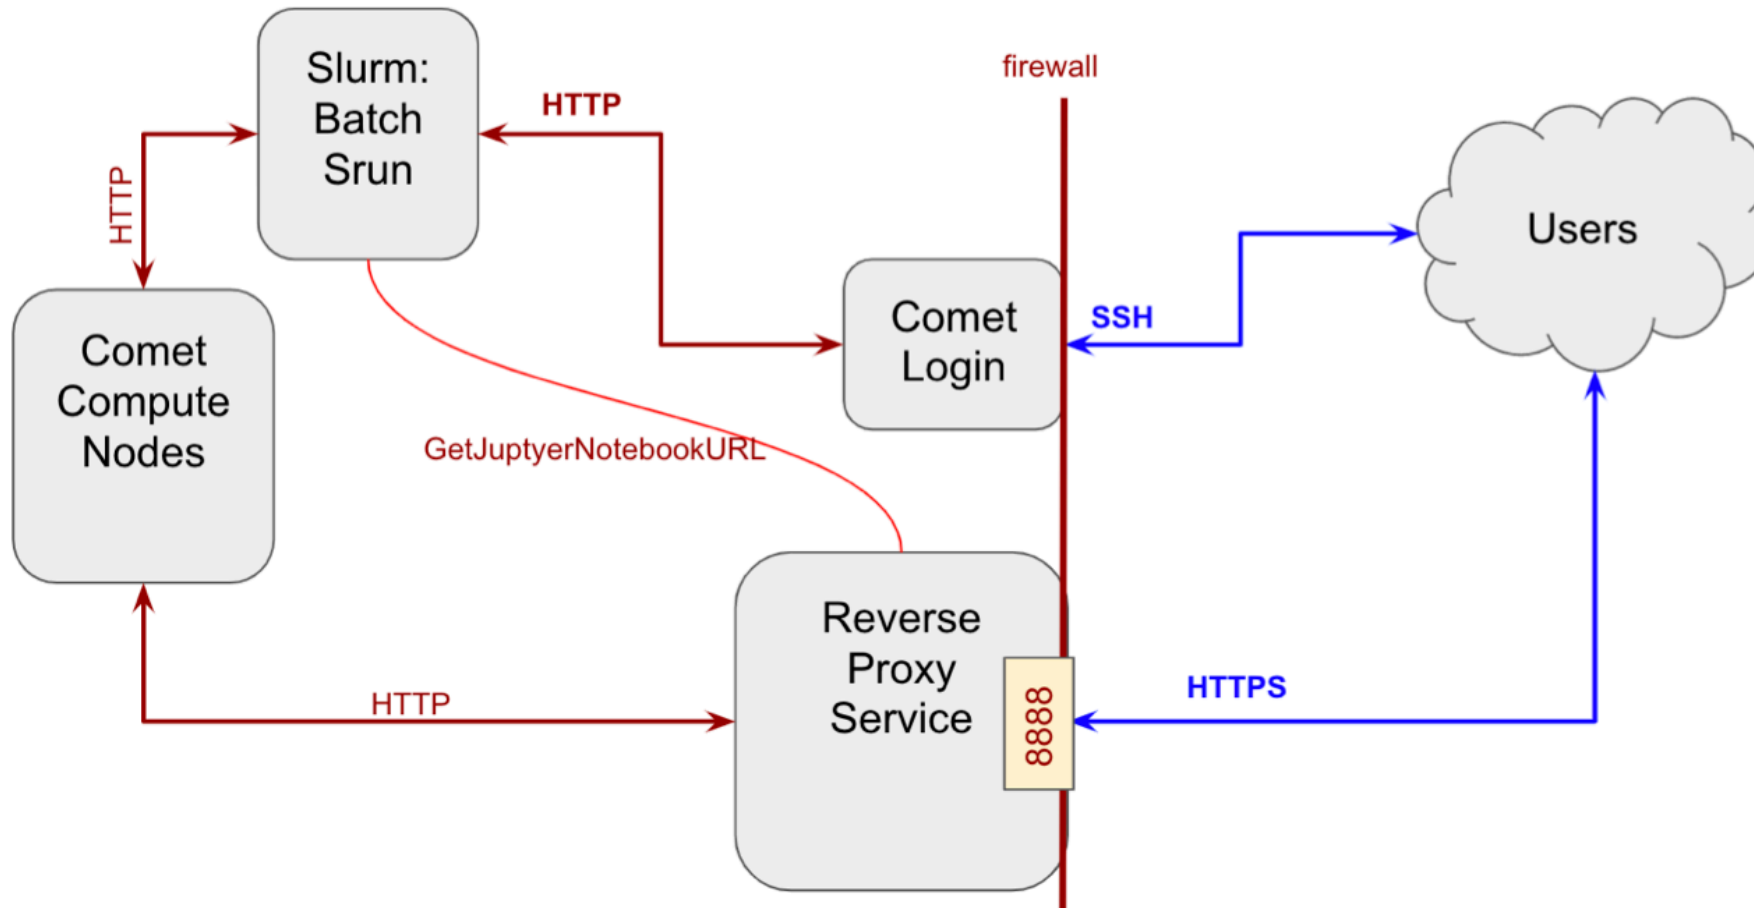 Slurm:
Batch
Srun
HTTP
firewall
HTTP
Users
Comet
Login
SSH
Comet
Compute
Nodes
GetJuptyerNotebookURL
Reverse
Proxy
Service
8888
HTTP
HTTPS